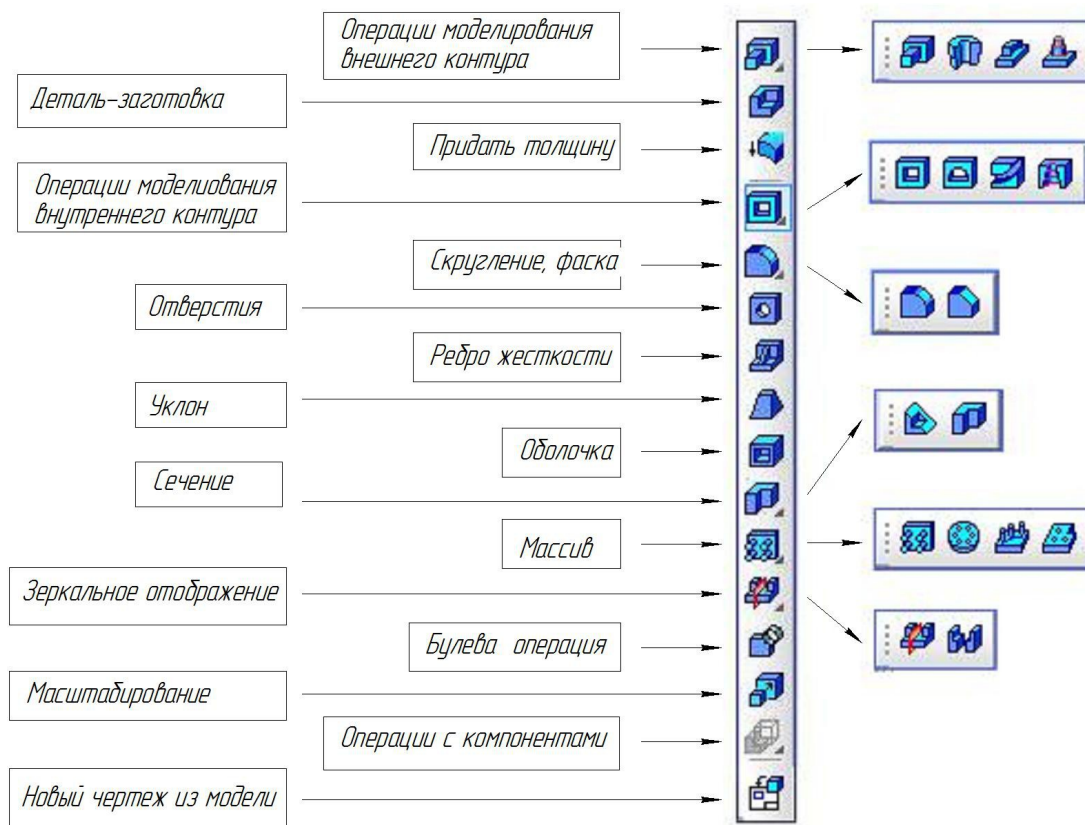 Операции моделирования
внешнего контура
Деталь-заготовка
Придать толщину
Операции моделиования
внутреннего контура
Скругление, фаска
Отверстия
Ребро жесткости
Уклон
Оболочка
Сечение
Массив
Зеркальное отображение
Булева операция
Масштабирование
Операции с компонентами
Новый чертеж из модели